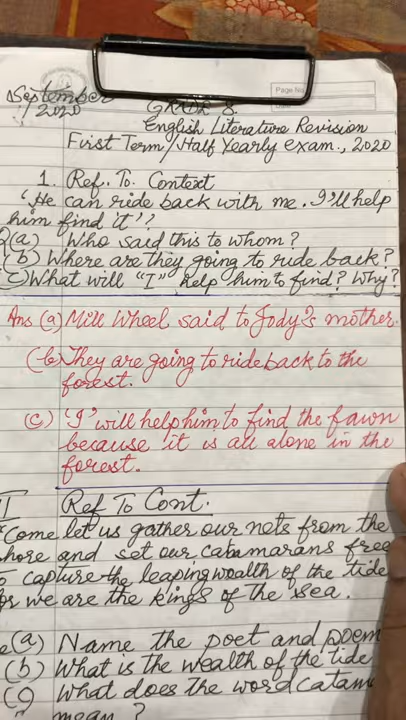 September
/2020
Page No
Date
GRADE 8
English Literature Revision
First Term/Half Yearly exam., 2020
1. Ref. To. Context
"He can ride back with me. I'll help
him find it"?
Q(a) Who said this to whom?
(b) Where are they going to ride back?
(c) What will "I" help him to find? Why?
Ans (a) Mill Wheel said to Jody's mother.
(b) They are going to ride back to the
forest.
(c) 'I' will help him to find the fawn
because it is all alone in the
forest.
II Ref To Cont.
"Come let us gather our nets from the
shore and set our catamarans free
capture the leaping wealth of the tide
for we are the kings of the sea.
(a) Name the poet and poem
(b) What is the wealth of the tide
(c) What does the word catam
mean?